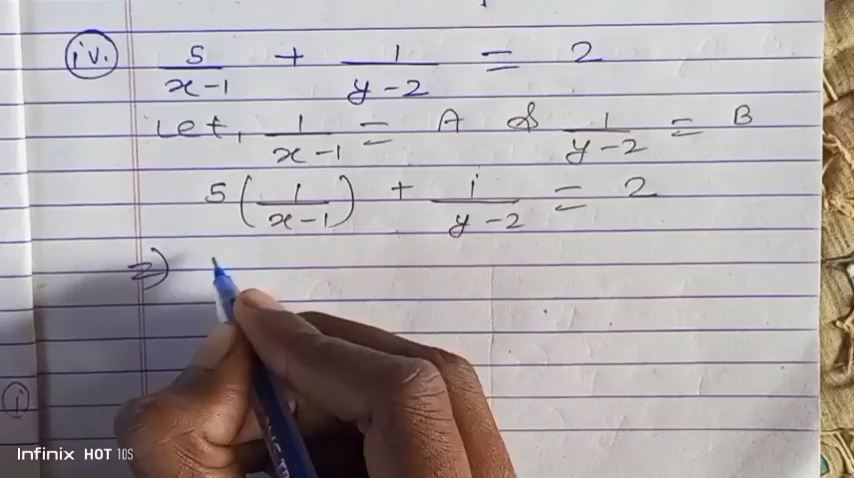 iv. 5/(x-1) + 1/(y-2) = 2
Let, 1/(x-1) = A & 1/(y-2) = B
5(1/(x-1)) + 1/(y-2) = 2
⇒
i
Infinix HOT 10S